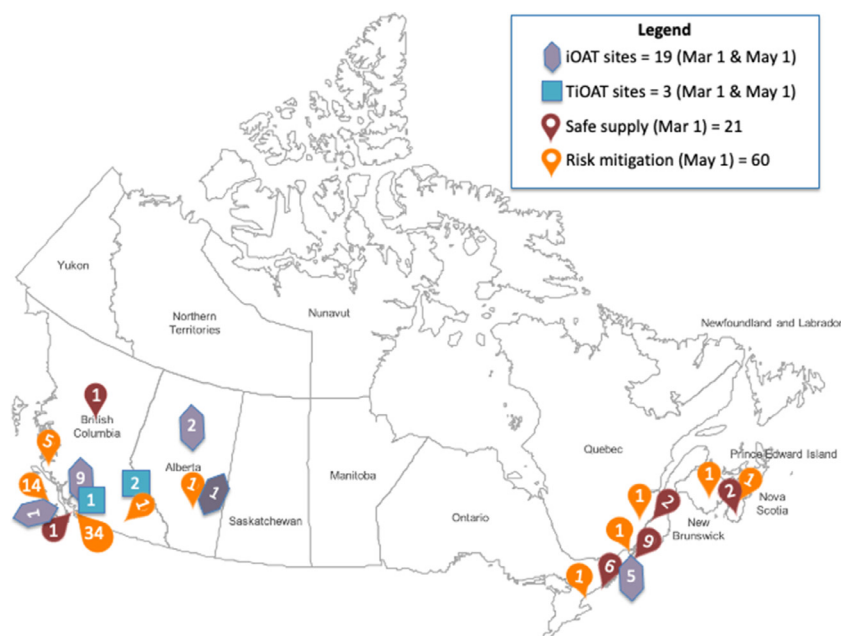 Legend
iOAT sites = 19 (Mar 1 & May 1)
TiOAT sites = 3 (Mar 1 & May 1)
Safe supply (Mar 1) = 21
Risk mitigation (May 1) = 60
Yukon
Northern
Territories
Nunavut
Newfoundland and Labrador
1
British
Columbia
5
14
9
1
1
1
34
2
1
2
Alberta
1
1
Saskatchewan
Manitoba
Ontario
Quebec
Prince Edward Island
Nova
Scotia
New
Brunswick
1
2
1
1
2
1
9
6
5
1